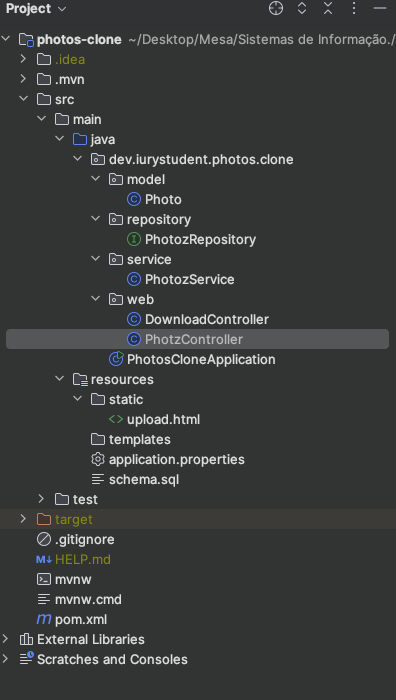 Project
photos-clone ~/Desktop/Mesa/Sistemas de Informação./
.idea
.mvn
src
main
java
dev.iurystudent.photos.clone
model
C Photo
repository
I PhotozRepository
service
C PhotozService
web
C DownloadController
C PhotzController
C PhotosCloneApplication
resources
static
<> upload.html
templates
application.properties
schema.sql
test
target
.gitignore
M↓ HELP.md
mvnw
mvnw.cmd
m pom.xml
External Libraries
Scratches and Consoles